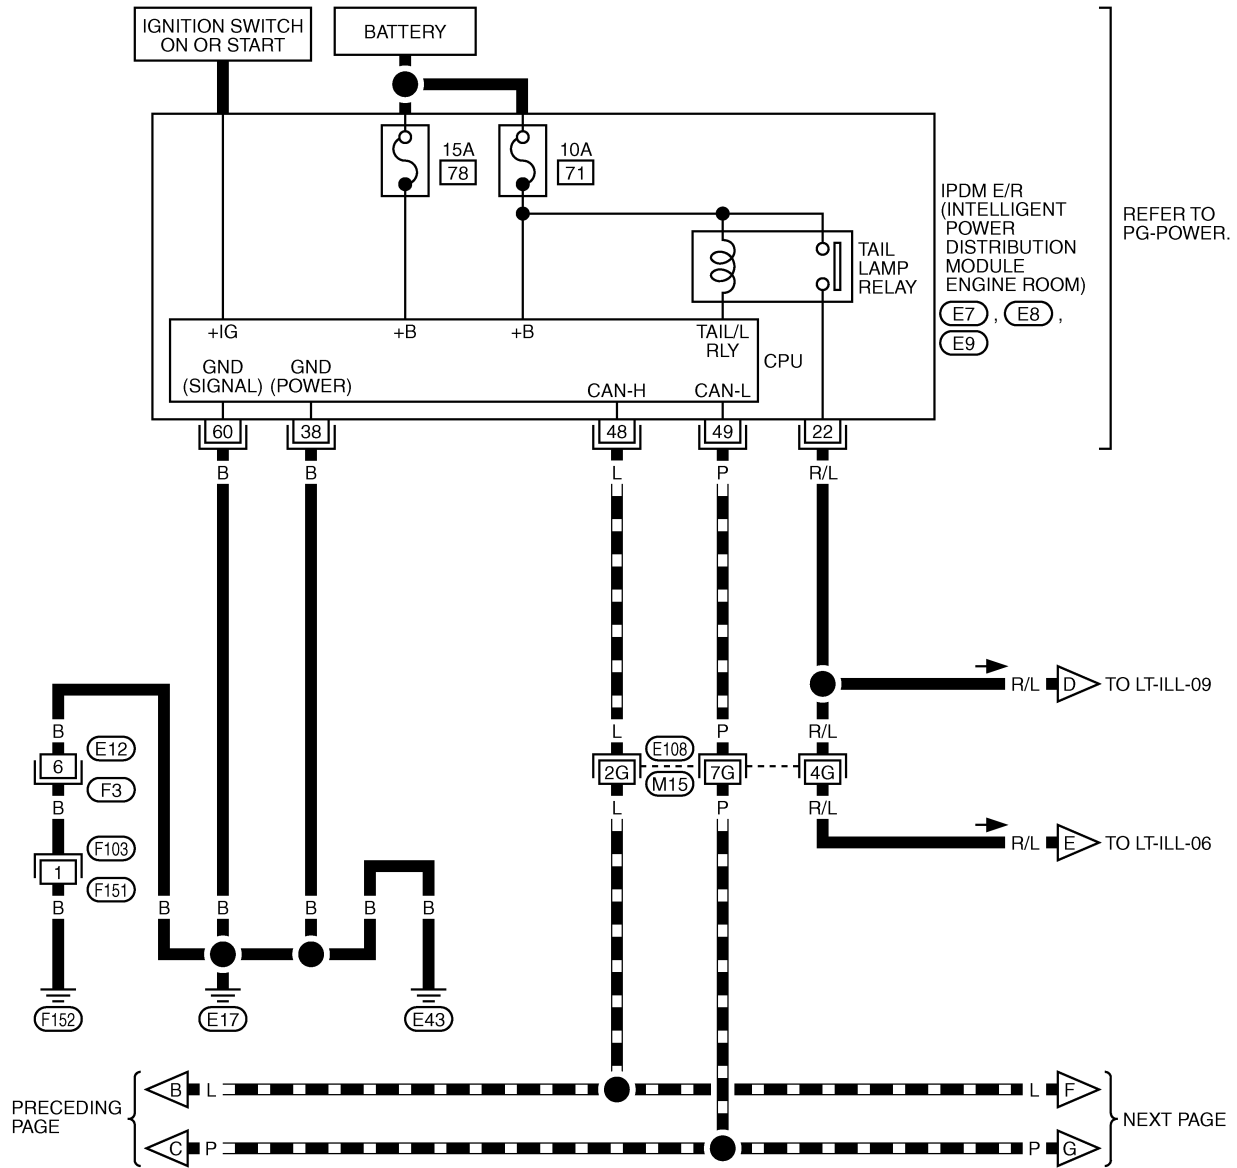 IGNITION SWITCH
ON OR START
BATTERY
15A
78
10A
71
IPDM E/R
(INTELLIGENT
POWER
DISTRIBUTION
MODULE
ENGINE ROOM)
E7 , E8 ,
E9
REFER TO
PG-POWER.
TAIL
LAMP
RELAY
+IG
+B
+B
TAIL/L
RLY
CPU
GND
(SIGNAL)
GND
(POWER)
CAN-H
CAN-L
60
38
48
49
22
B
B
L
P
R/L
R/L
D
TO LT-ILL-09
B
L
P
R/L
E12
6
F3
2G
E108
M15
7G
4G
B
L
P
R/L
F103
1
F151
R/L
E
TO LT-ILL-06
B
B
B
B
B
B
F152
E17
E43
PRECEDING
PAGE
B
L
L
F
C
P
P
G
NEXT PAGE